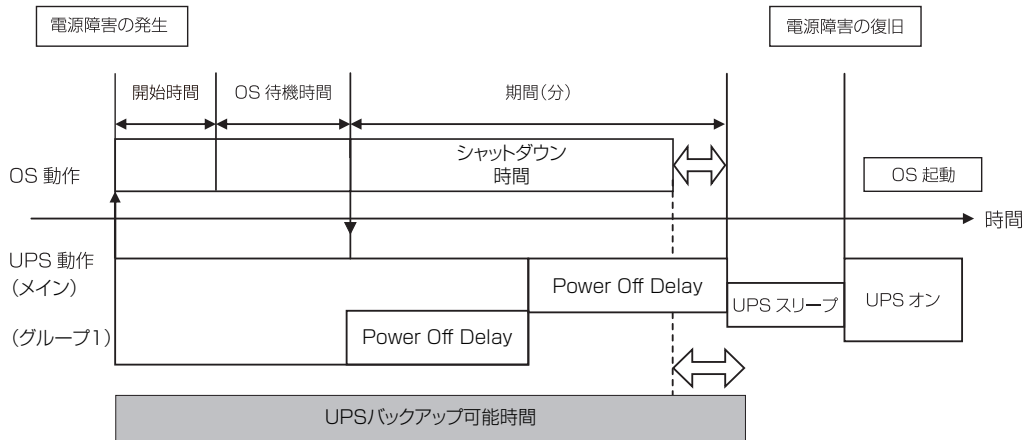 電源障害の発生
電源障害の復旧
開始時間
OS 待機時間
期間(分)
シャットダウン
時間
OS 動作
OS 起動
時間
UPS 動作
(メイン)
Power Off Delay
UPS スリープ
UPS オン
(グループ1)
Power Off Delay
UPSバックアップ可能時間